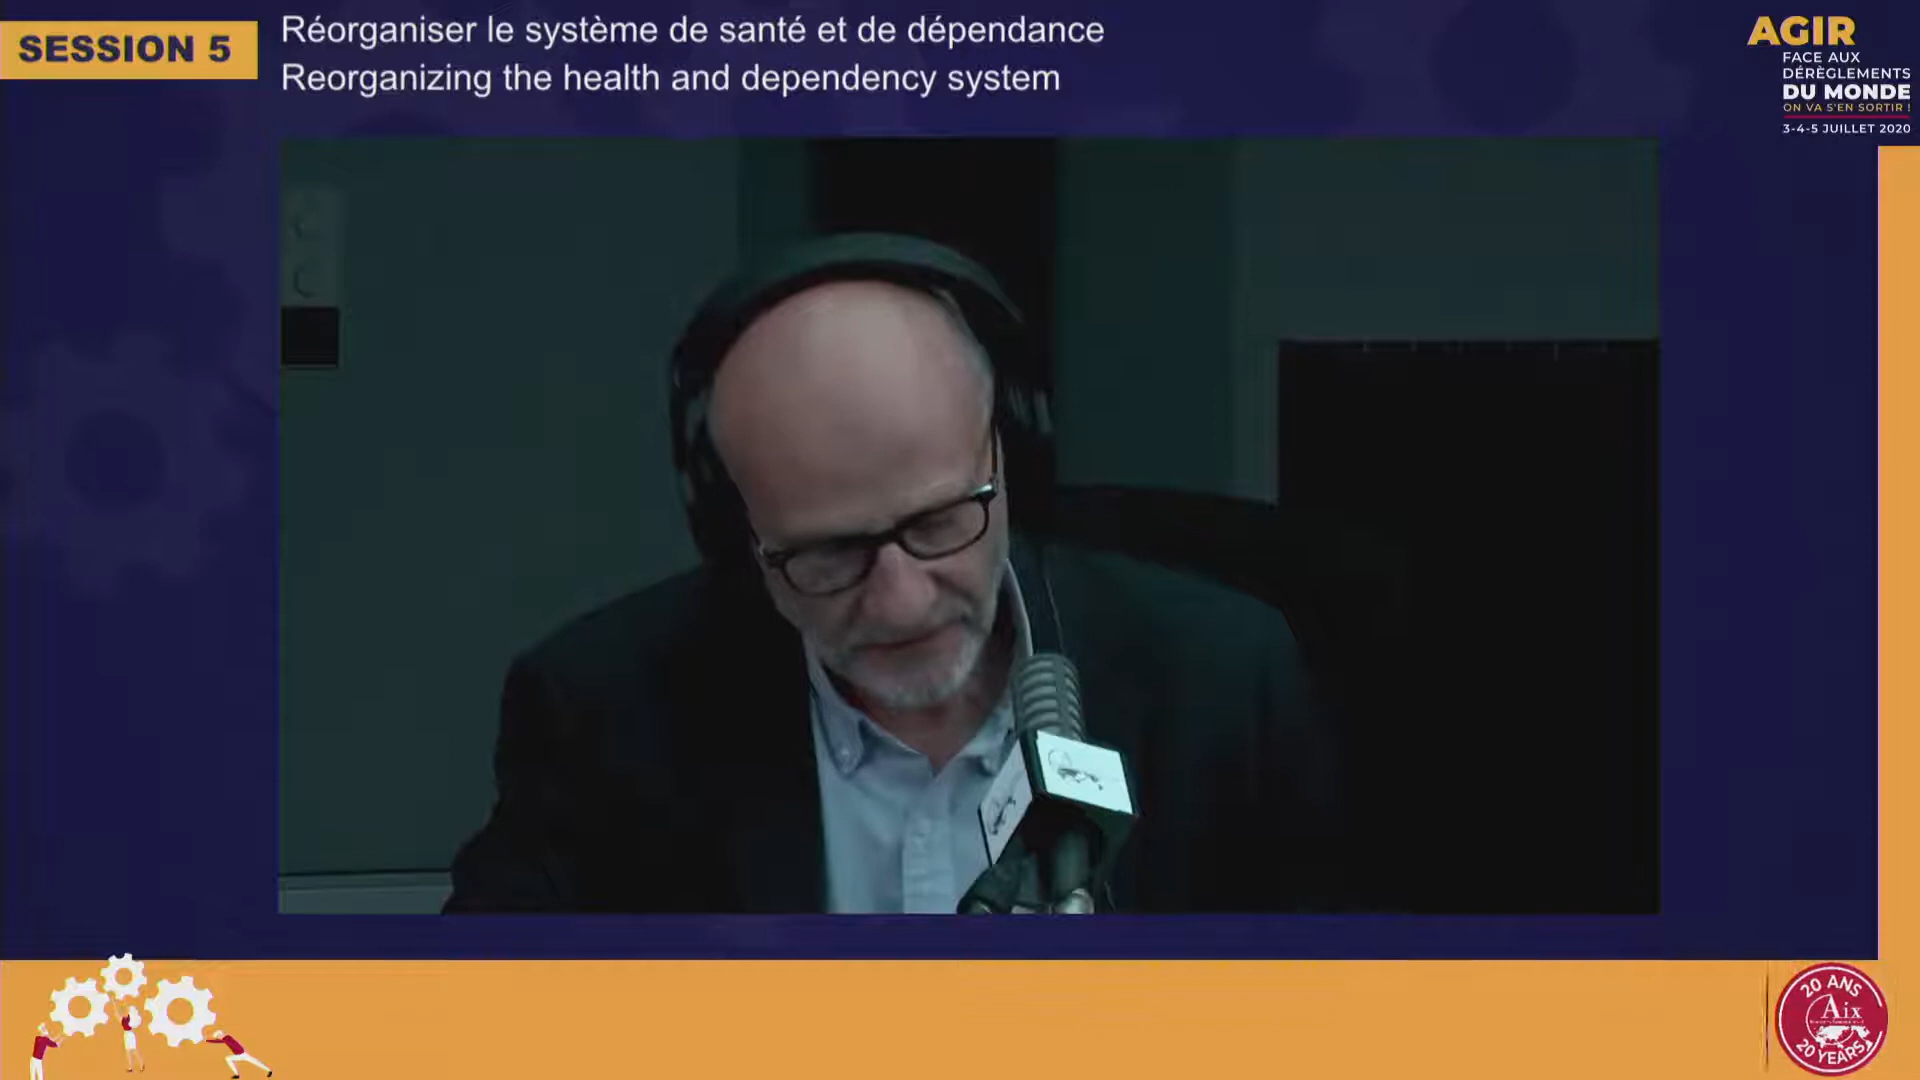 SESSION 5
Réorganiser le système de santé et de dépendance
Reorganizing the health and dependency system
AGIR
FACE AUX
DÉRÈGLEMENTS
DU MONDE
ON VA S'EN SORTIR !
3-4-5 JUILLET 2020
20 ANS
Aix
20 YEARS